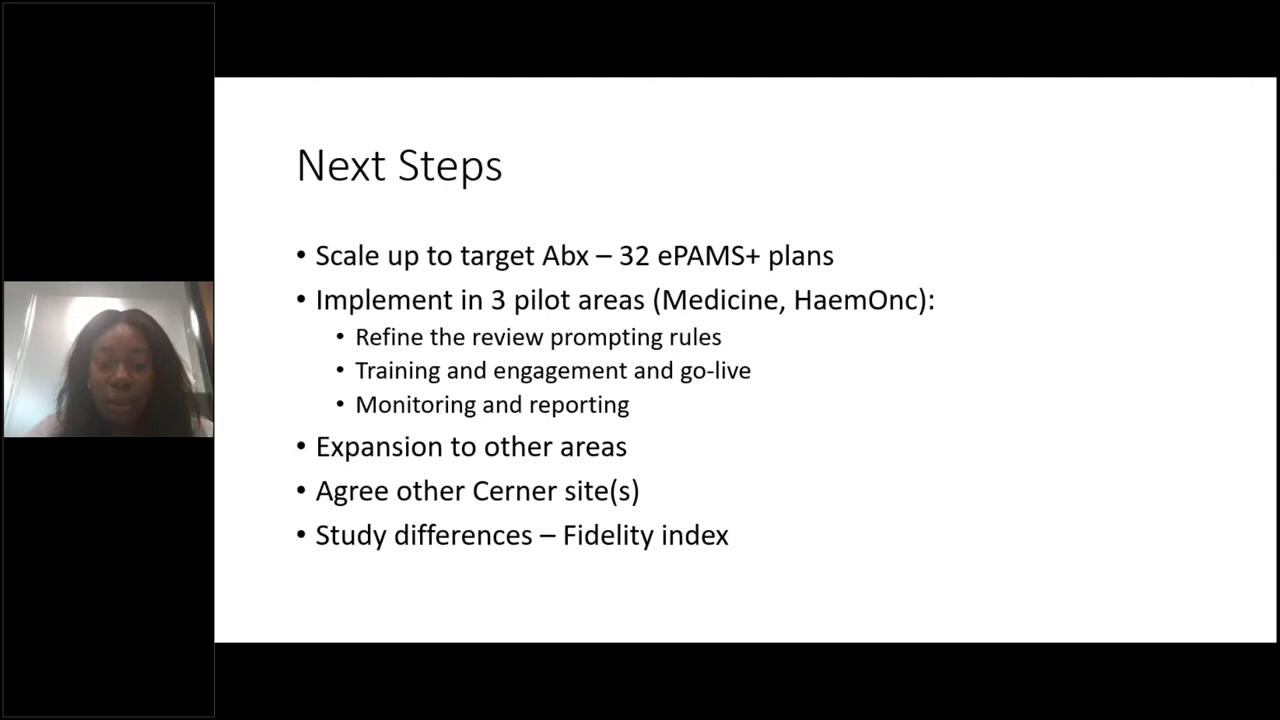 Next Steps
• Scale up to target Abx – 32 ePAMS+ plans
• Implement in 3 pilot areas (Medicine, HaemOnc):
• Refine the review prompting rules
• Training and engagement and go-live
• Monitoring and reporting
• Expansion to other areas
• Agree other Cerner site(s)
• Study differences – Fidelity index